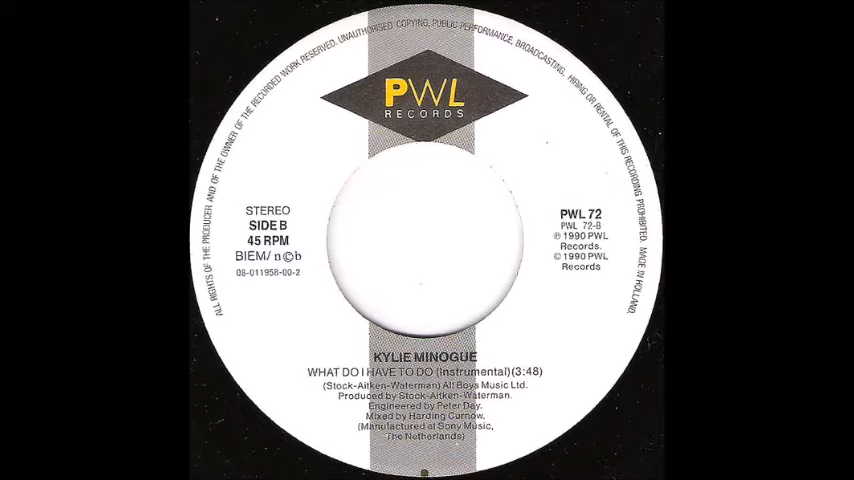 ALL RIGHTS OF THE PRODUCER AND OF THE OWNER OF THE RECORDED WORK RESERVED. UNAUTHORISED COPYING, PUBLIC PERFORMANCE, BROADCASTING, HIRING OR RENTAL OF THIS RECORDING PROHIBITED. MADE IN HOLLAND.
PWL
RECORDS
STEREO
SIDE B
45 RPM
BIEM/ n©b
08-011958-00-2
PWL 72
PWL 72-B
℗ 1990 PWL
Records.
© 1990 PWL
Records
KYLIE MINOGUE
WHAT DO I HAVE TO DO (Instrumental)(3:48)
(Stock-Aitken-Waterman) All Boys Music Ltd.
Produced by Stock-Aitken-Waterman.
Engineered by Peter Day.
Mixed by Harding Curnow.
(Manufactured at Sony Music,
The Netherlands)